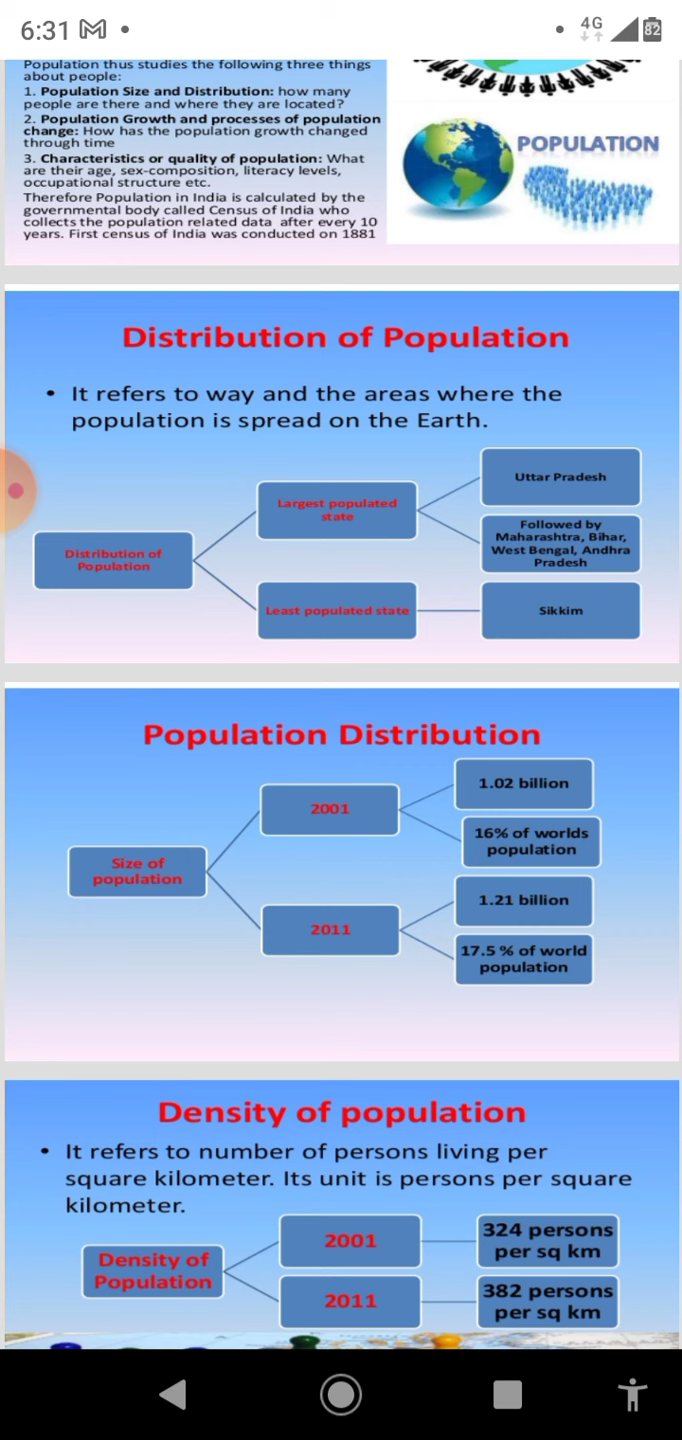 6:31
4G
82
Population thus studies the following three things
about people:
1. Population Size and Distribution: how many
people are there and where they are located?
2. Population Growth and processes of population
change: How has the population growth changed
through time
3. Characteristics or quality of population: What
are their age, sex-composition, literacy levels,
occupational structure etc.
Therefore Population in India is calculated by the
governmental body called Census of India who
collects the population related data after every 10
years. First census of India was conducted on 1881
POPULATION
Distribution of Population
• It refers to way and the areas where the
population is spread on the Earth.
Distribution of
Population
Largest populated
state
Uttar Pradesh
Followed by
Maharashtra, Bihar,
West Bengal, Andhra
Pradesh
Least populated state
Sikkim
Population Distribution
Size of
population
2001
1.02 billion
16% of worlds
population
2011
1.21 billion
17.5 % of world
population
Density of population
• It refers to number of persons living per
square kilometer. Its unit is persons per square
kilometer.
Density of
Population
2001
324 persons
per sq km
2011
382 persons
per sq km